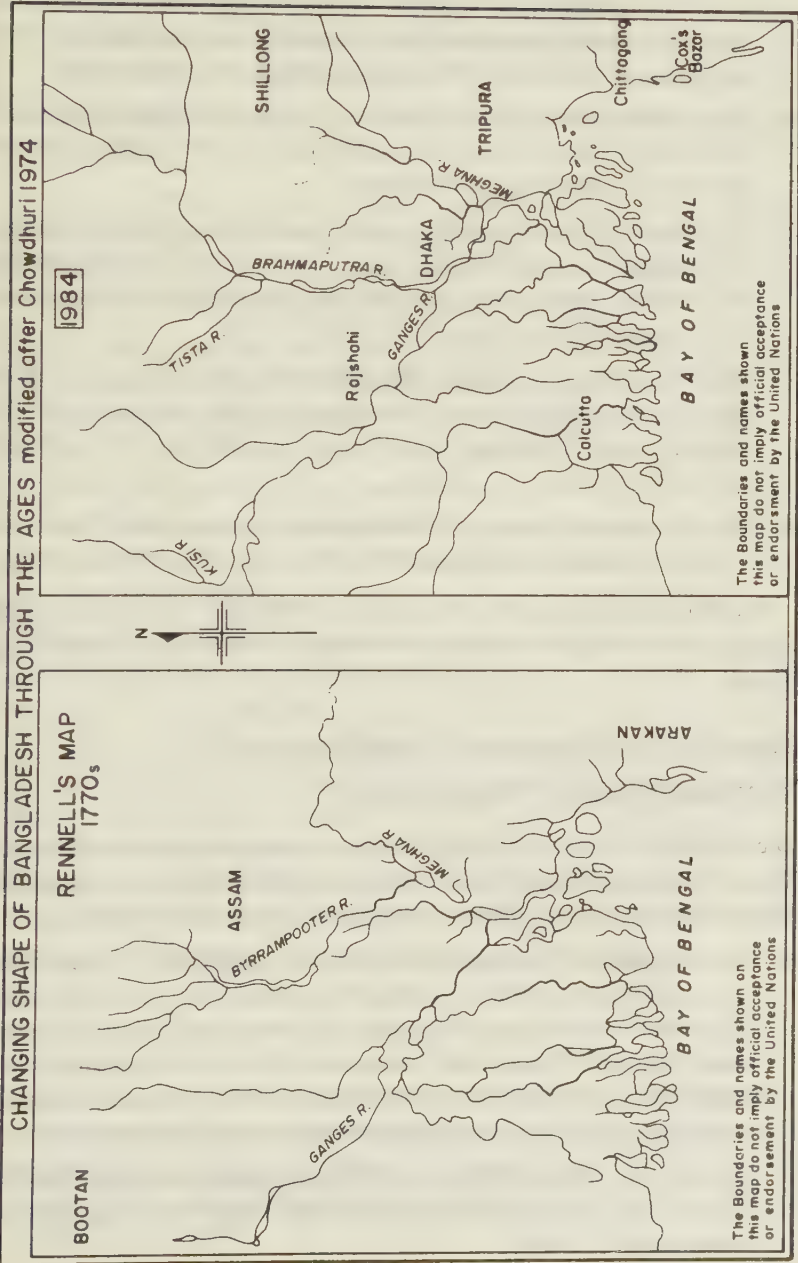 CHANGING SHAPE OF BANGLADESH THROUGH THE AGES modified after Chowdhuri 1974
RENNELL'S MAP
1770s
BOOTAN
ASSAM
BYRRAMPOOTER R.
MEGHNA R
GANGES R.
ARAKAN
BAY OF BENGAL
The Boundaries and names shown on
this map do not imply official acceptance
or endorsement by the United Nations
N
1984
SHILLONG
TISTA R.
BRAHMAPUTRA R.
KUSI R
Rajshahi
GANGES R.
DHAKA
MEGHNA R.
TRIPURA
Calcutta
Chittagong
Cox's
Bazar
BAY OF BENGAL
The Boundaries and names shown
this map do not imply official acceptance
or endorsment by the United Nations